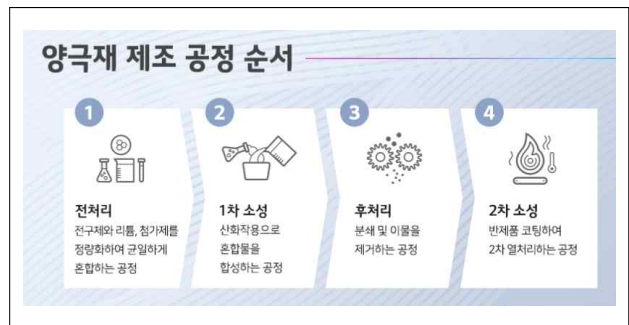 양극재 제조 공정 순서
1
전처리
전구체와 리튬, 첨가제를
정량화하여 균일하게
혼합하는 공정
2
1차 소성
산화작용으로
혼합물을
합성하는 공정
3
후처리
분쇄 및 이물을
제거하는 공정
4
2차 소성
반제품 코팅하여
2차 열처리하는 공정